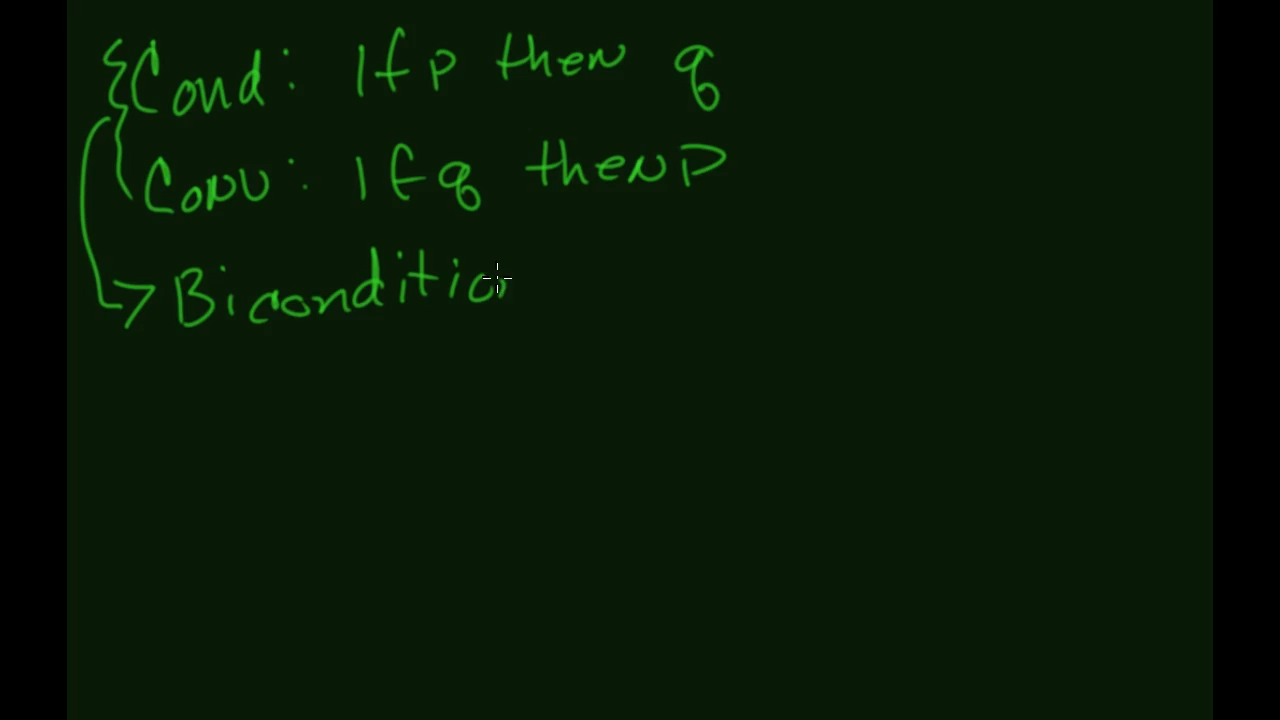 Cond: If p then q
Conv: If q then p
Biconditio